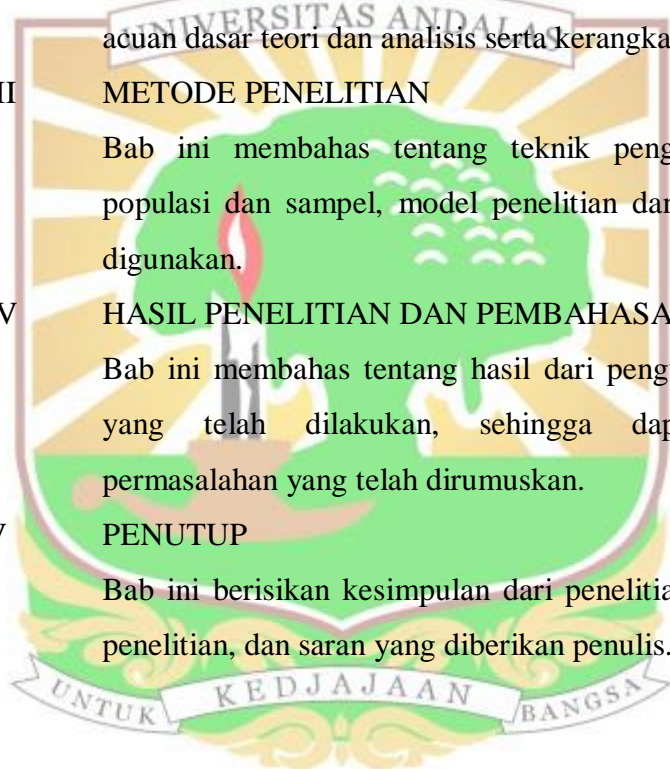 UNIVERSITAS ANDALAS
acuan dasar teori dan analisis serta kerangka
II METODE PENELITIAN
Bab ini membahas tentang teknik peng
populasi dan sampel, model penelitian dan
digunakan.
V HASIL PENELITIAN DAN PEMBAHASA
Bab ini membahas tentang hasil dari peng
yang telah dilakukan, sehingga dap
permasalahan yang telah dirumuskan.
V PENUTUP
Bab ini berisikan kesimpulan dari penelitia
penelitian, dan saran yang diberikan penulis.
UNTUK KEDJAJAAN BANGSA